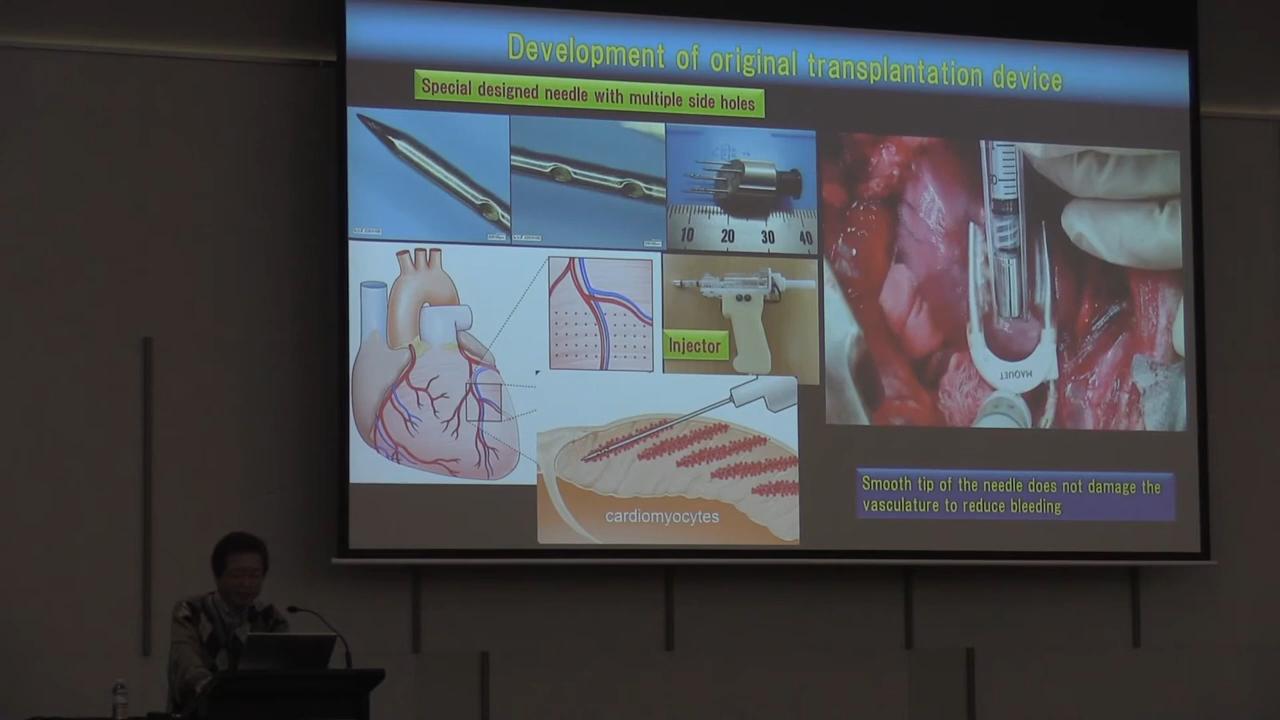 Development of original transplantation device
Special designed needle with multiple side holes
10 20 30 40
Injector
MAQUET
cardiomyocytes
Smooth tip of the needle does not damage the
vasculature to reduce bleeding